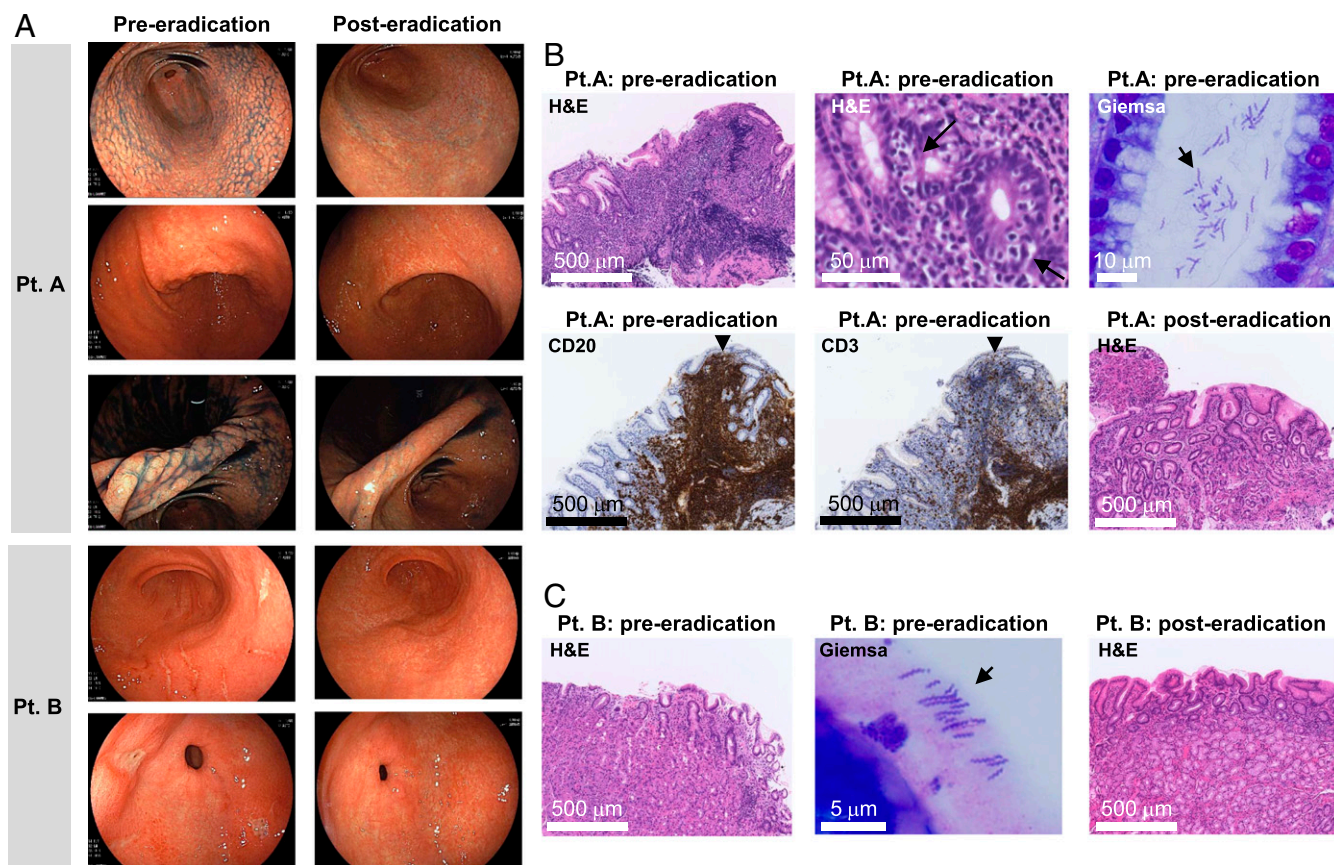 A
Pre-eradication
Post-eradication
Pt. A
Pt. B
B
Pt.A: pre-eradication
H&E
500 µm
Pt.A: pre-eradication
H&E
50 µm
Pt.A: pre-eradication
Giemsa
10 µm
Pt.A: pre-eradication
CD20
500 µm
Pt.A: pre-eradication
CD3
500 µm
Pt.A: post-eradication
H&E
500 µm
C
Pt. B: pre-eradication
H&E
500 µm
Pt. B: pre-eradication
Giemsa
5 µm
Pt. B: post-eradication
H&E
500 µm